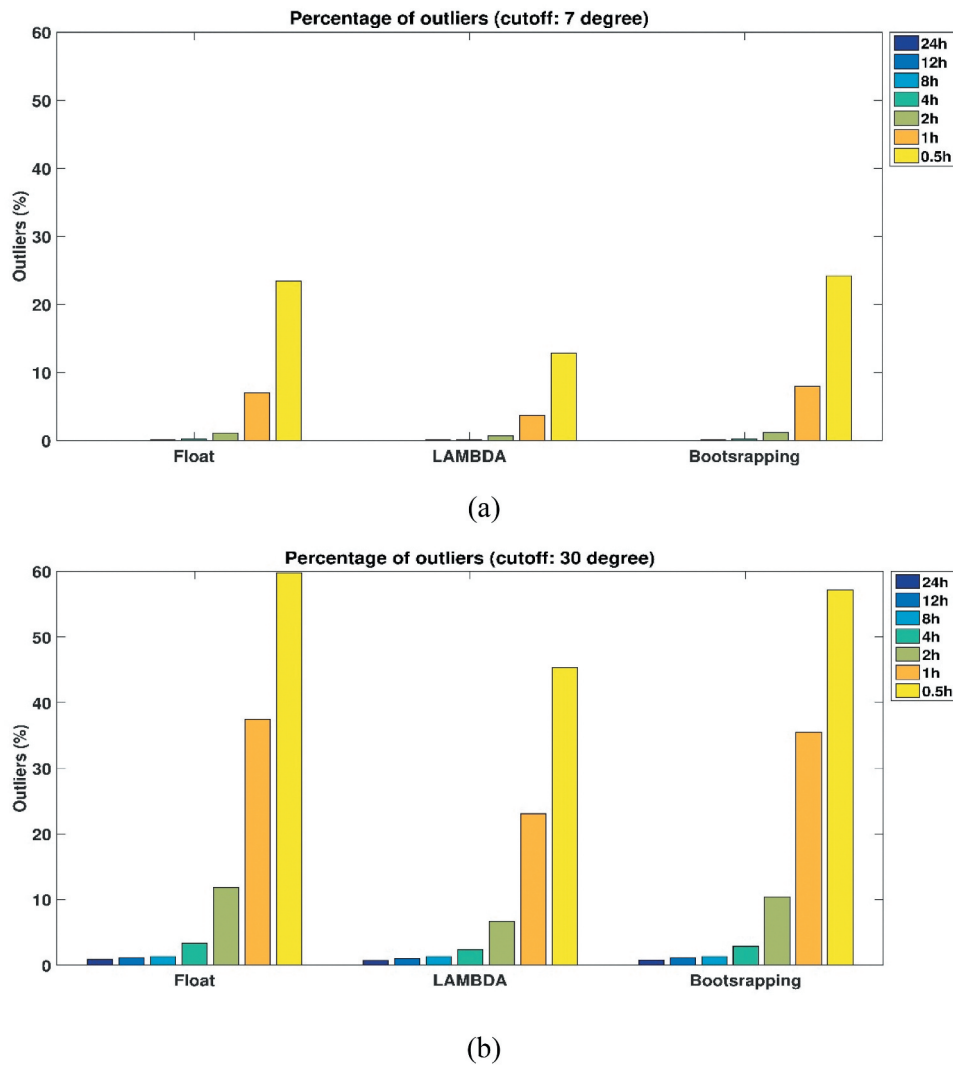 Percentage of outliers (cutoff: 7 degree)
60
50
40
30
20
10
0
Outliers (%)
Float
LAMBDA
Bootsrapping
24h
12h
8h
4h
2h
1h
0.5h
(a)
Percentage of outliers (cutoff: 30 degree)
60
50
40
30
20
10
0
Outliers (%)
Float
LAMBDA
Bootsrapping
24h
12h
8h
4h
2h
1h
0.5h
(b)